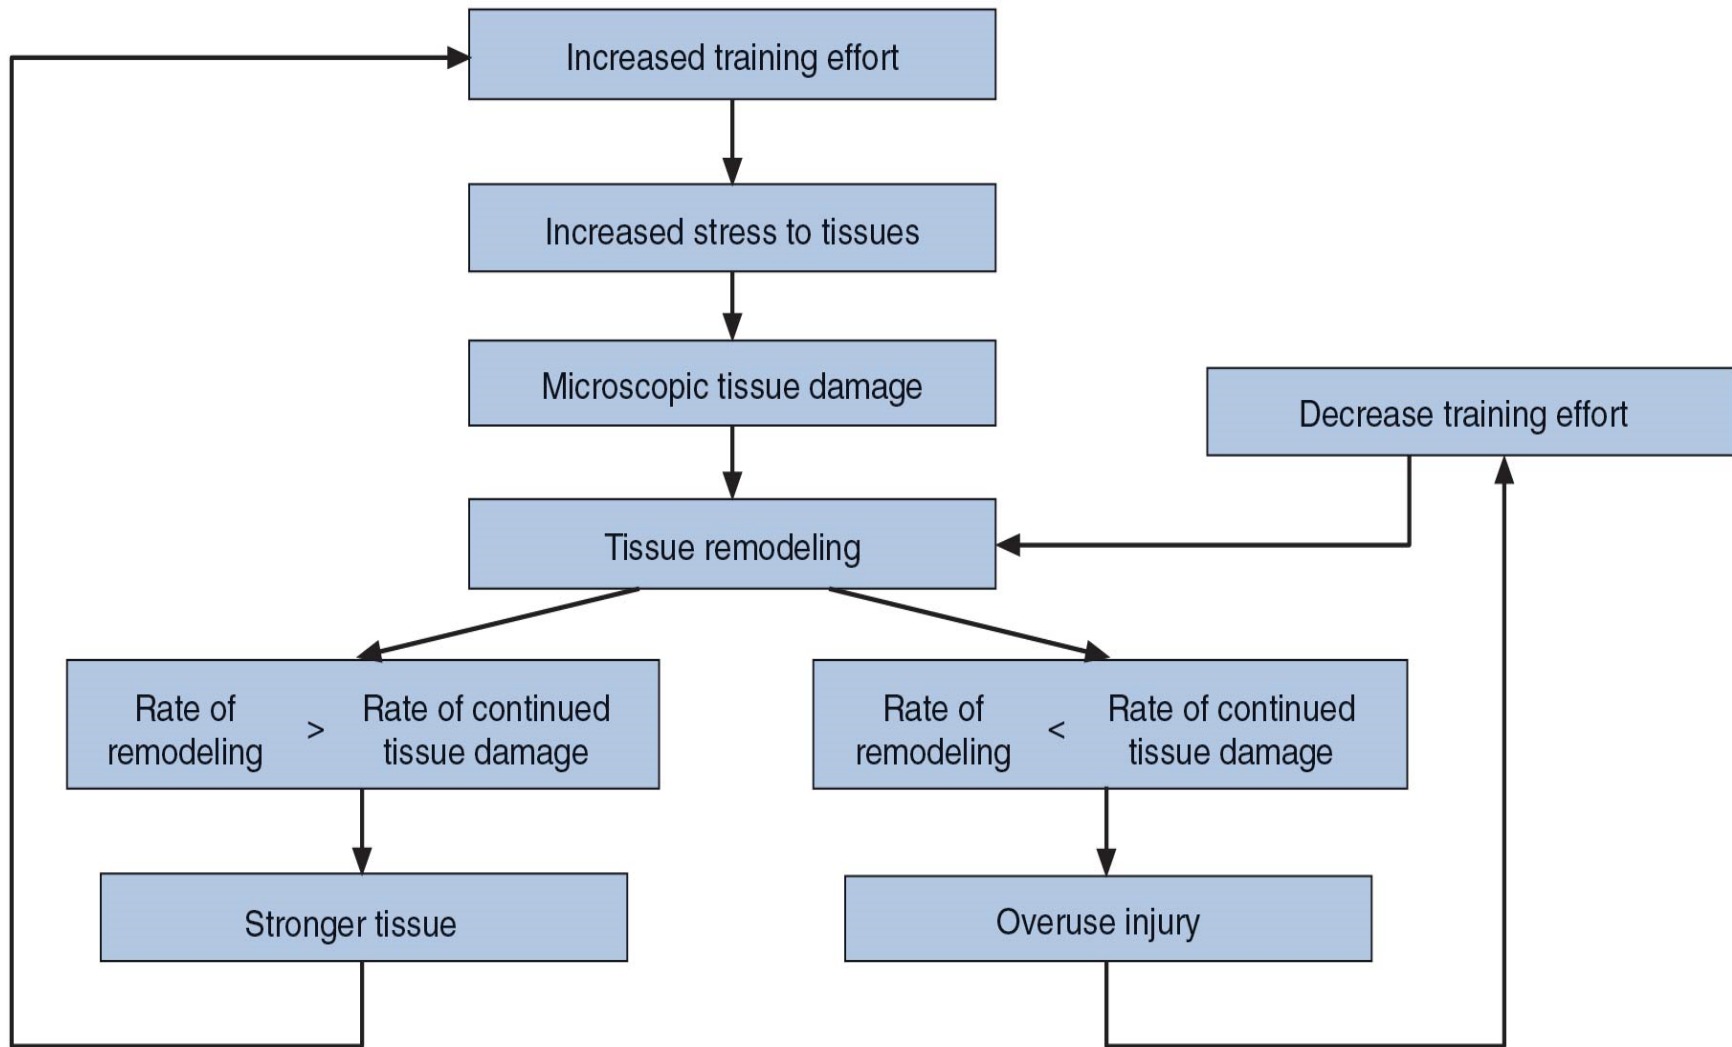 Increased training effort
Increased stress to tissues
Microscopic tissue damage
Decrease training effort
Tissue remodeling
Rate of remodeling > Rate of continued tissue damage
Rate of remodeling < Rate of continued tissue damage
Stronger tissue
Overuse injury